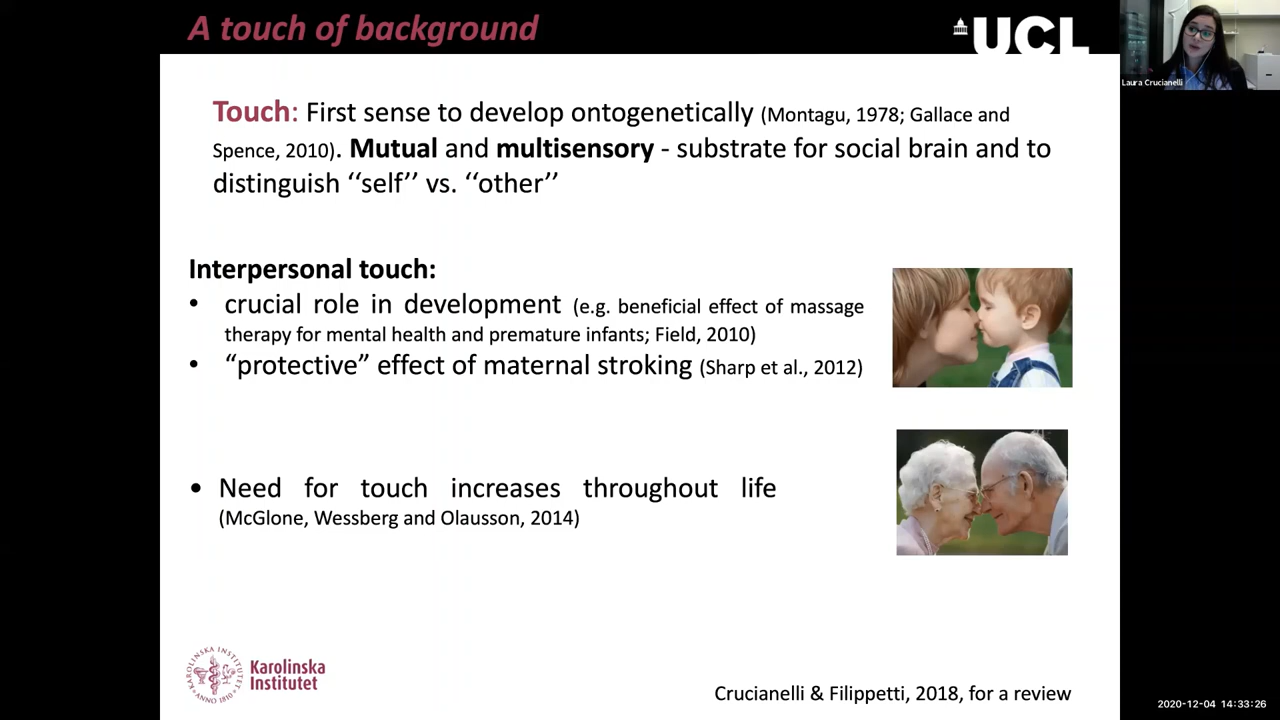 A touch of background
UCL
Laura Crucianelli
Touch: First sense to develop ontogenetically (Montagu, 1978; Gallace and
Spence, 2010). Mutual and multisensory - substrate for social brain and to
distinguish ‘‘self’’ vs. ‘‘other’’
Interpersonal touch:
• crucial role in development (e.g. beneficial effect of massage
therapy for mental health and premature infants; Field, 2010)
• “protective” effect of maternal stroking (Sharp et al., 2012)
• Need for touch increases throughout life
(McGlone, Wessberg and Olausson, 2014)
KAROLINSKA INSTITUTET
ANNO 1810
Karolinska
Institutet
Crucianelli & Filippetti, 2018, for a review
2020-12-04 14:33:26